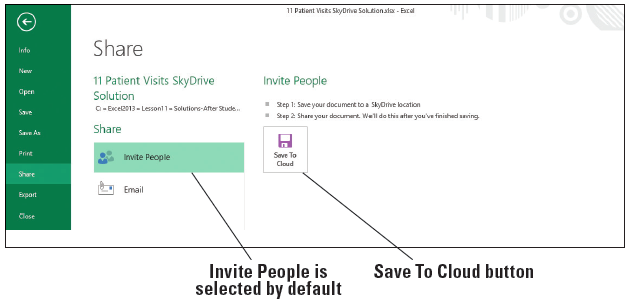 11 Patient Visits SkyDrive Solution.xlsx - Excel
Info
New
Open
Save
Save As
Print
Share
Export
Close
Share
11 Patient Visits SkyDrive
Solution
C: » Excel2013 » Lesson11 » Solutions-After Stude...
Share
Invite People
Email
Invite People
Step 1: Save your document to a SkyDrive location
Step 2: Share your document. We'll do this after you've finished saving.
Save To
Cloud
Invite People is
selected by default
Save To Cloud button